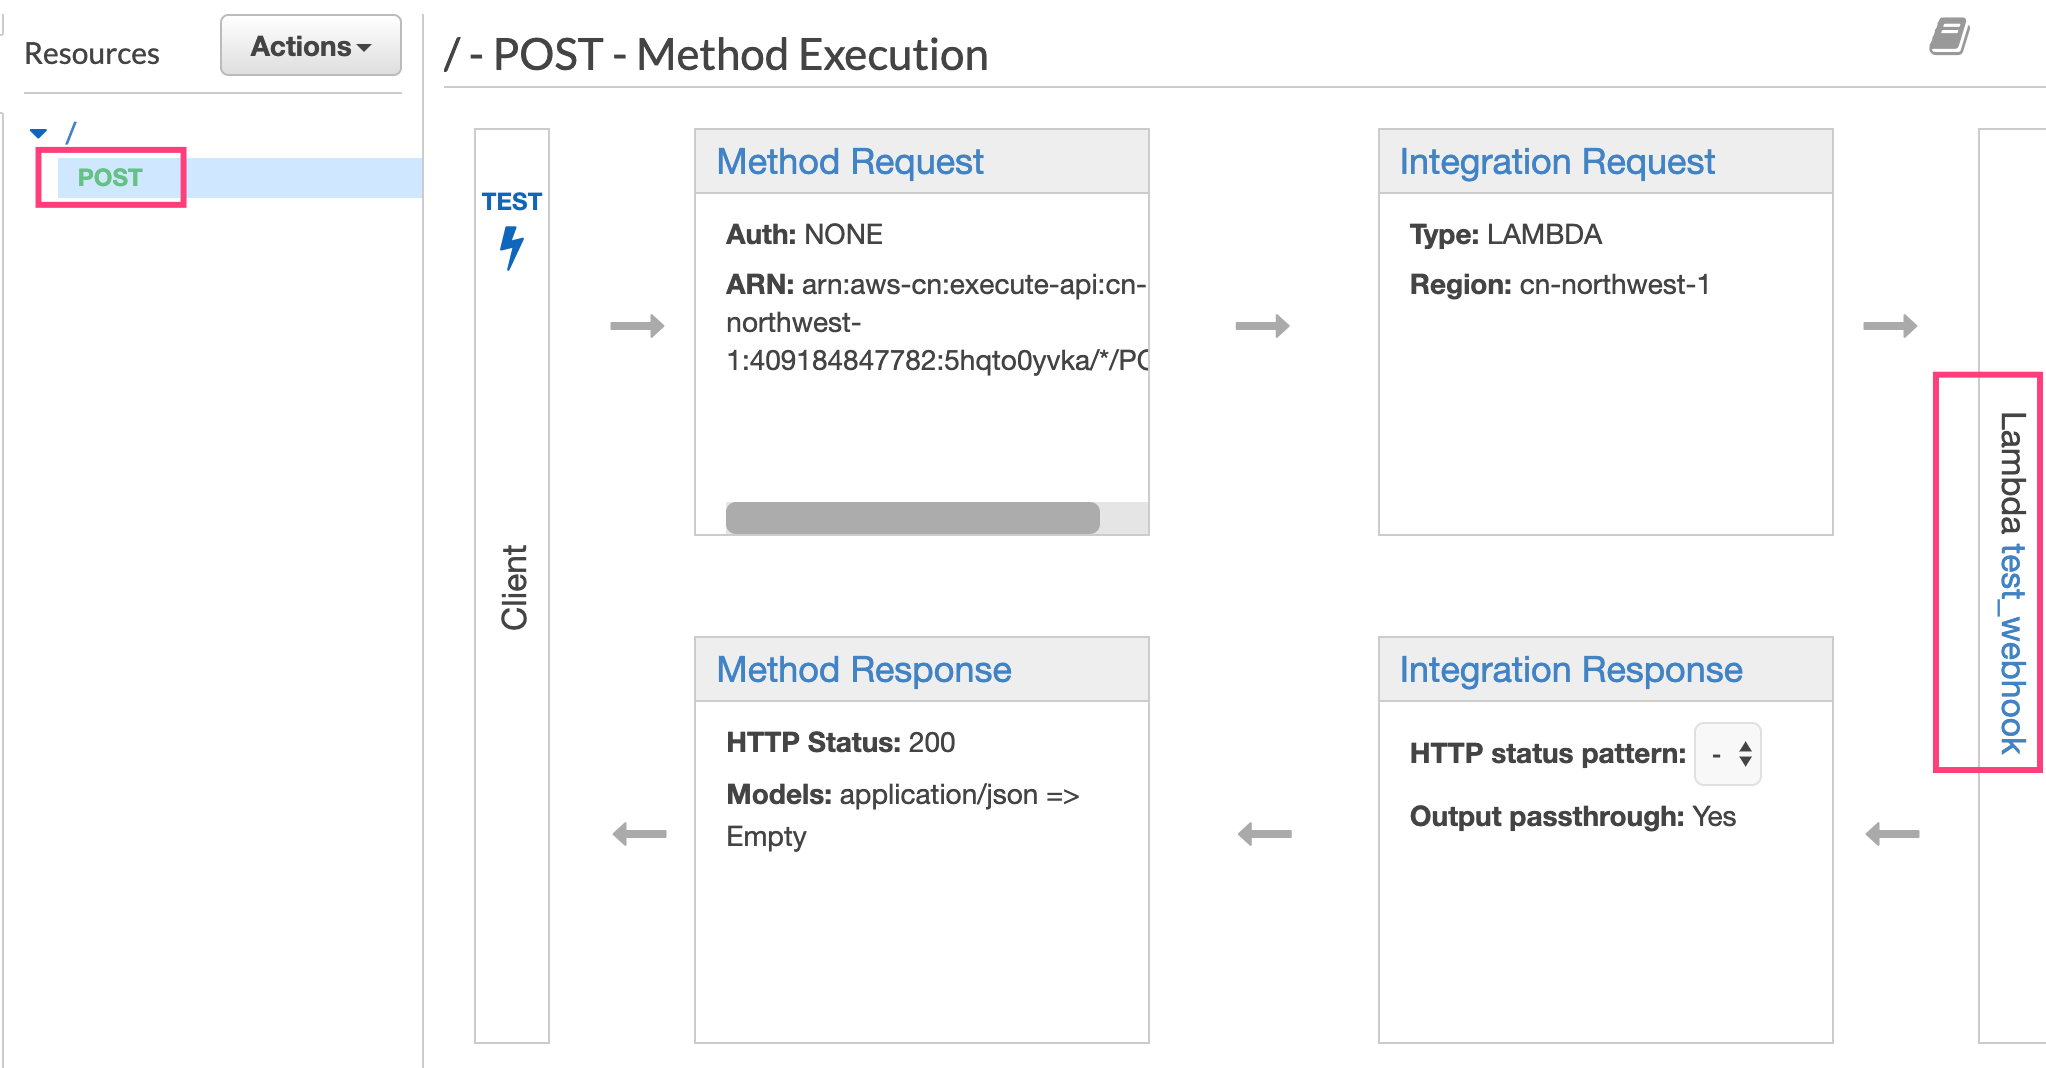 Resources
Actions
/ - POST - Method Execution
/
POST
TEST
Client
Method Request
Auth: NONE
ARN: arn:aws-cn:execute-api:cn-
northwest-
1:409184847782:5hqto0yvka/*/PO
Integration Request
Type: LAMBDA
Region: cn-northwest-1
Lambda test_webhook
Method Response
HTTP Status: 200
Models: application/json =>
Empty
Integration Response
HTTP status pattern: -
Output passthrough: Yes